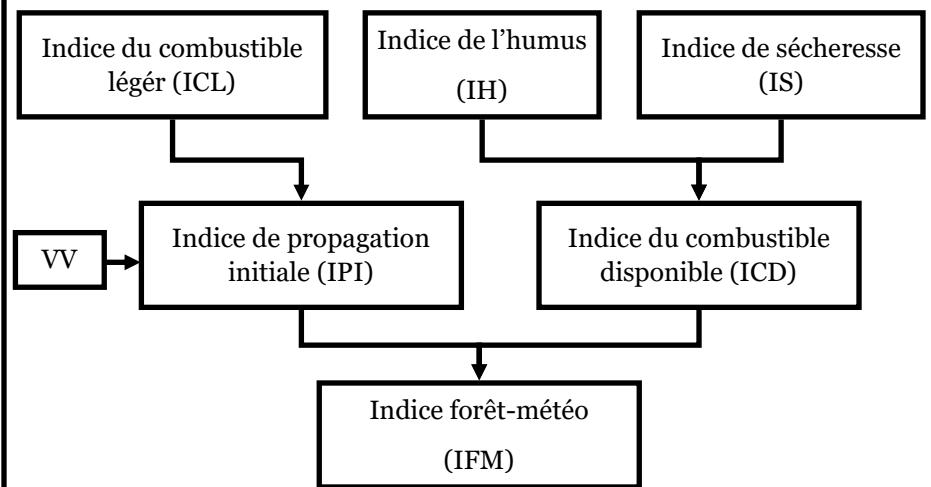 Indice du combustible
légér (ICL)
Indice de l’humus
(IH)
Indice de sécheresse
(IS)
VV
Indice de propagation
initiale (IPI)
Indice du combustible
disponible (ICD)
Indice forêt-météo
(IFM)